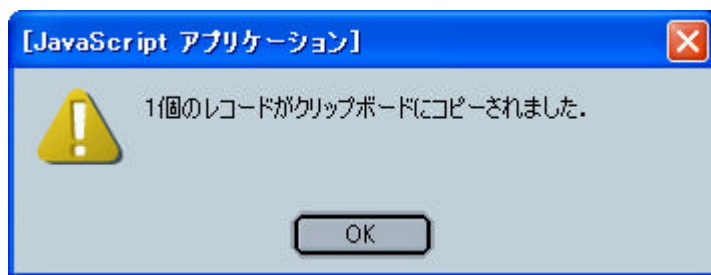 [JavaScript アプリケーション]
1個のレコードがクリップボードにコピーされました.
OK